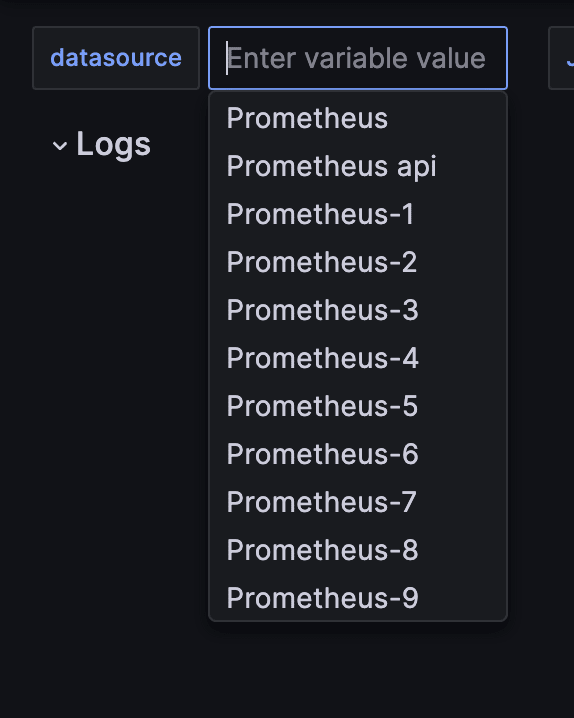 datasource
Enter variable value
Logs
Prometheus
Prometheus api
Prometheus-1
Prometheus-2
Prometheus-3
Prometheus-4
Prometheus-5
Prometheus-6
Prometheus-7
Prometheus-8
Prometheus-9